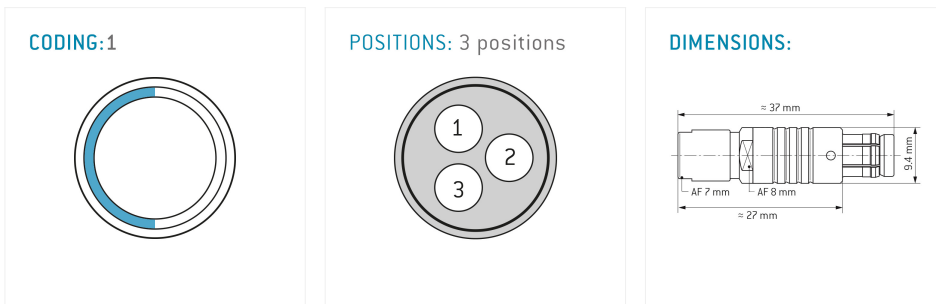 CODING:1
POSITIONS: 3 positions
1
2
3
DIMENSIONS:
≈ 37 mm
9.4 mm
AF 7 mm
AF 8 mm
≈ 27 mm